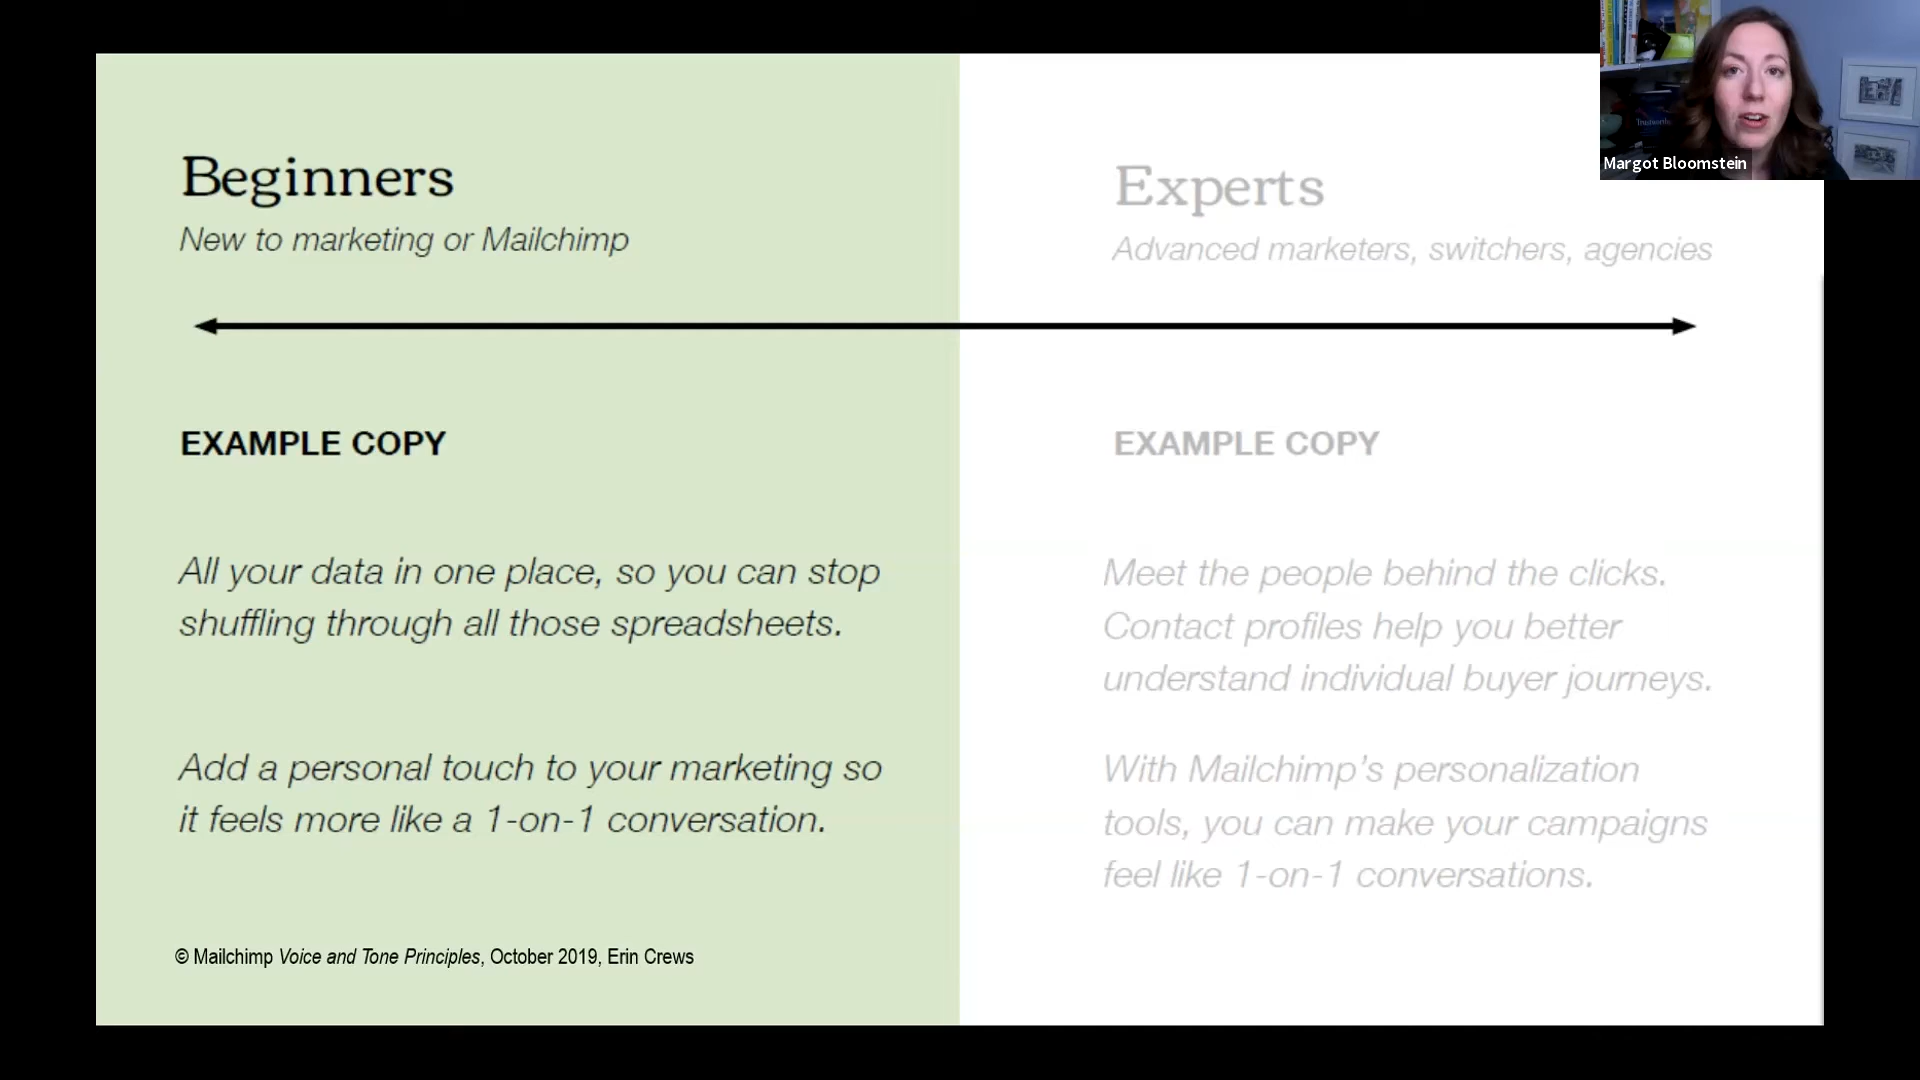 Beginners
New to marketing or Mailchimp
EXAMPLE COPY
All your data in one place, so you can stop
shuffling through all those spreadsheets.
Add a personal touch to your marketing so
it feels more like a 1-on-1 conversation.
© Mailchimp Voice and Tone Principles, October 2019, Erin Crews
Experts
Advanced marketers, switchers, agencies
EXAMPLE COPY
Meet the people behind the clicks.
Contact profiles help you better
understand individual buyer journeys.
With Mailchimp’s personalization
tools, you can make your campaigns
feel like 1-on-1 conversations.
Margot Bloomstein